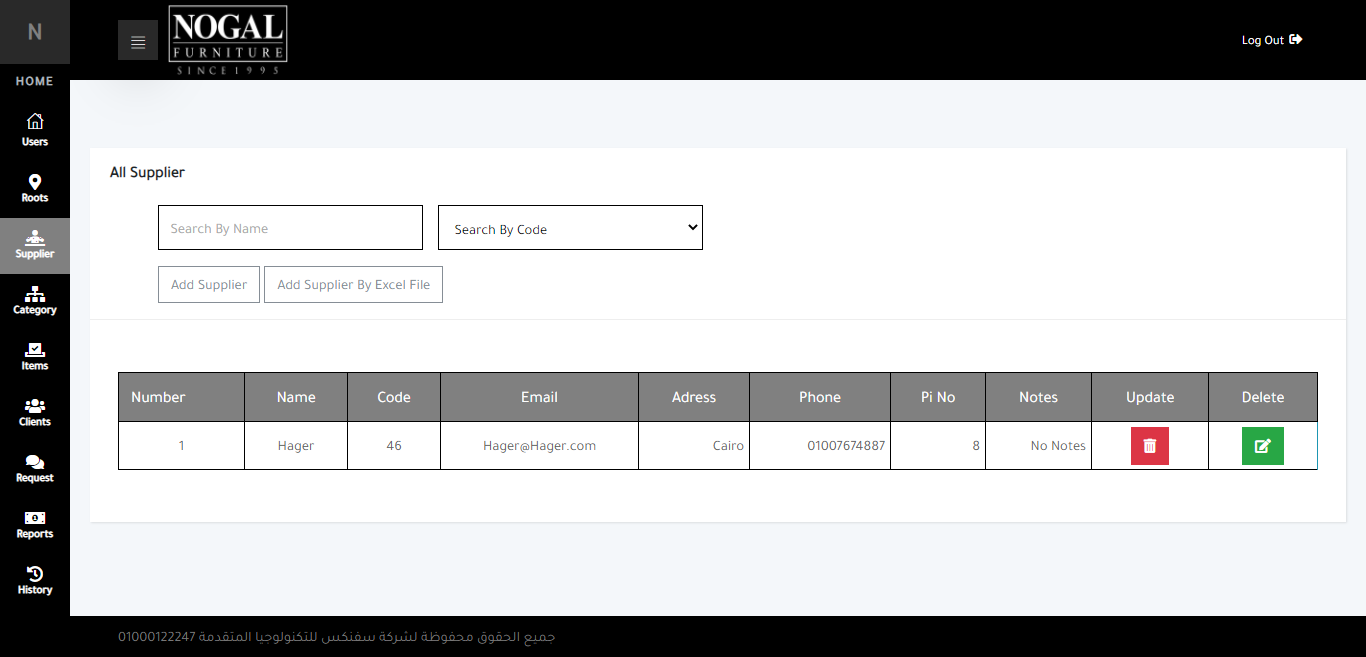 N
NOGAL
FURNITURE
SINCE 1995
Log Out
HOME
Users
Roots
Supplier
Category
Items
Clients
Request
Reports
History
All Supplier
Search By Name
Search By Code
Add Supplier
Add Supplier By Excel File
Number Name Code Email Adress Phone Pi No Notes Update Delete
1 Hager 46 Hager@Hager.com Cairo 01007674887 8 No Notes
جميع الحقوق محفوظة لشركة سفنكس للتكنولوجيا المتقدمة 01000122247